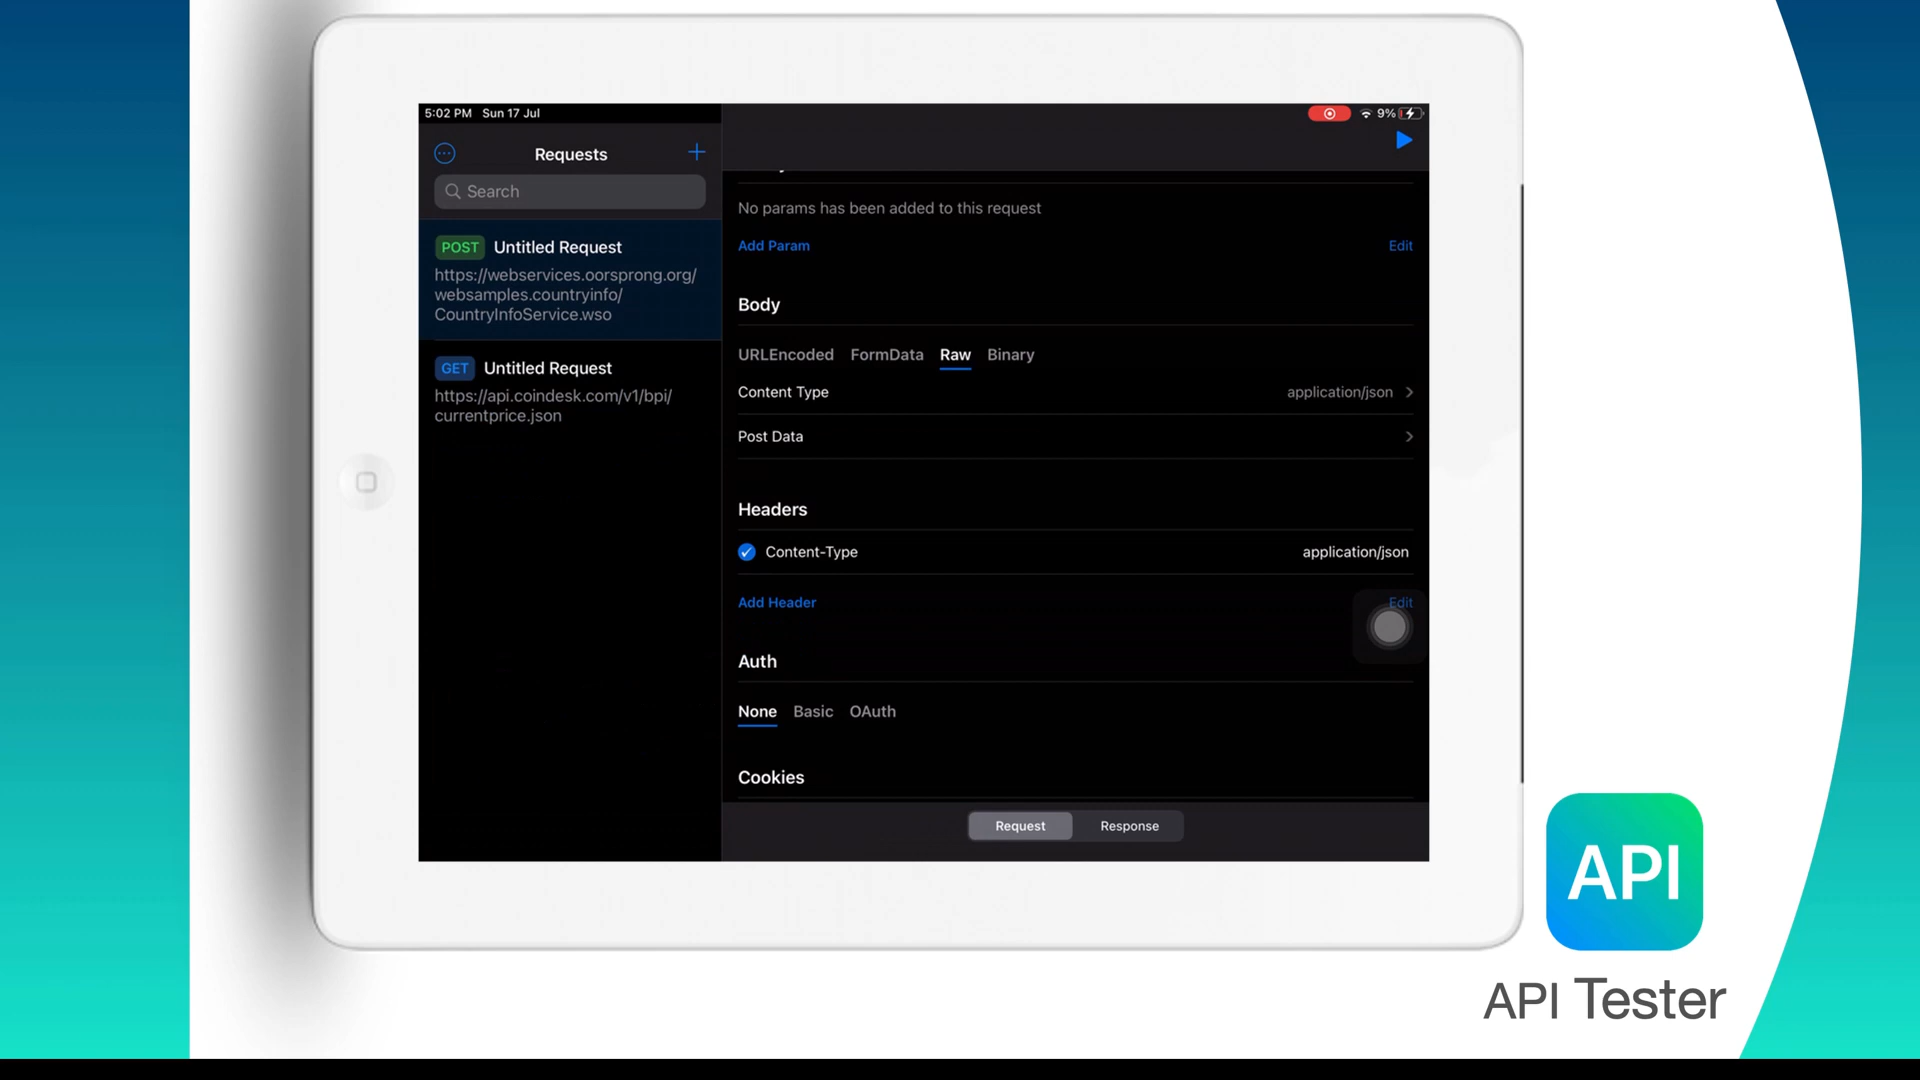 5:02 PM Sun 17 Jul
9%
Requests
Search
POST Untitled Request
https://webservices.oorsprong.org/
websamples.countryinfo/
CountryInfoService.wso
GET Untitled Request
https://api.coindesk.com/v1/bpi/
currentprice.json
No params has been added to this request
Add Param Edit
Body
URLEncoded FormData Raw Binary
Content Type application/json
Post Data
Headers
Content-Type application/json
Add Header Edit
Auth
None Basic OAuth
Cookies
Request Response
API
API Tester